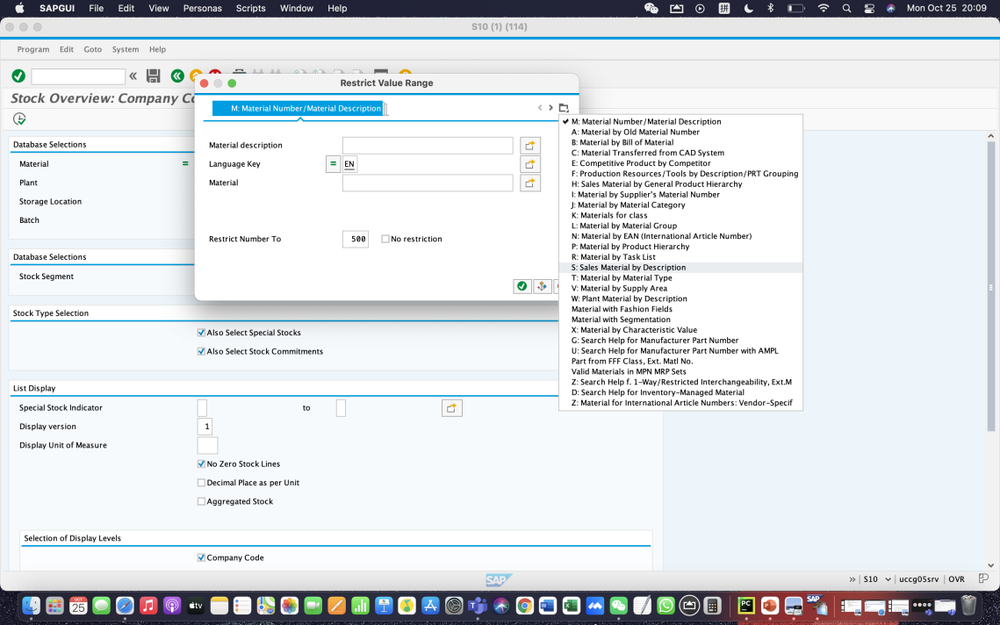 SAPGUI File Edit View Personas Scripts Window Help
拼
Mon Oct 25 20:09
S10 (1) (114)
Program Edit Goto System Help
Stock Overview: Company
Restrict Value Range
M: Material Number/Material Description
Material description
Language Key = EN
Material
Restrict Number To 500 No restriction
M: Material Number/Material Description
A: Material by Old Material Number
B: Material by Bill of Material
C: Material Transferred from CAD System
E: Competitive Product by Competitor
F: Production Resources/Tools by Description/PRT Grouping
H: Sales Material by General Product Hierarchy
I: Material by Supplier's Material Number
J: Material by Material Category
K: Materials for class
L: Material by Material Group
N: Material by EAN (International Article Number)
P: Material by Product Hierarchy
R: Material by Task List
S: Sales Material by Description
T: Material by Material Type
V: Material by Supply Area
W: Plant Material by Description
Material with Fashion Fields
Material with Segmentation
X: Material by Characteristic Value
G: Search Help for Manufacturer Part Number
U: Search Help for Manufacturer Part Number with AMPL
Part from FFF Class, Ext. Matl No.
Valid Materials in MPN MRP Sets
Z: Search Help f. 1-Way/Restricted Interchangeability, Ext.M
D: Search Help for Inventory-Managed Material
Z: Material for International Article Numbers: Vendor-Specif
Database Selections
Material =
Plant
Storage Location
Batch
Database Selections
Stock Segment
Stock Type Selection
Also Select Special Stocks
Also Select Stock Commitments
List Display
Special Stock Indicator to
Display version 1
Display Unit of Measure
No Zero Stock Lines
Decimal Place as per Unit
Aggregated Stock
Selection of Display Levels
Company Code
SAP
S10 uccg05srv OVR
OCT
25
tv
PC
SAP